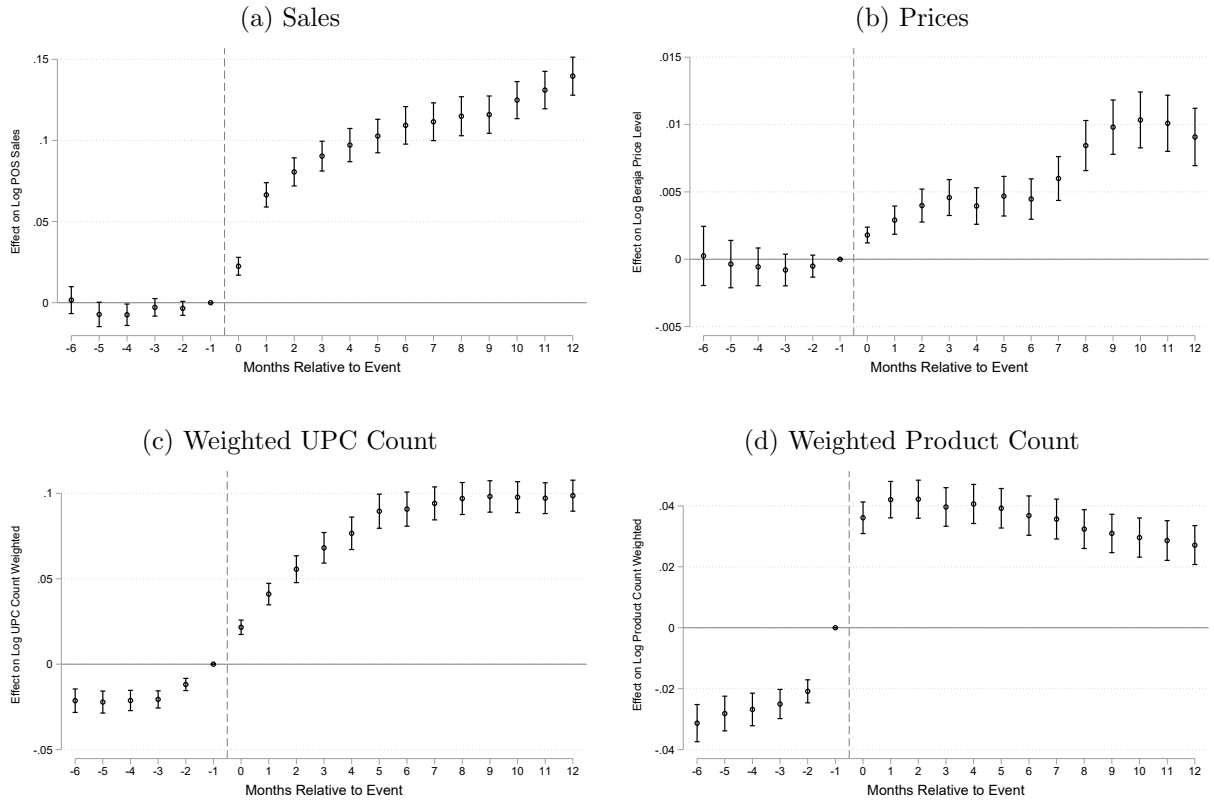 (a) Sales
Effect on Log POS Sales
.15
.1
.05
0
-6 -5 -4 -3 -2 -1 0 1 2 3 4 5 6 7 8 9 10 11 12
Months Relative to Event
(b) Prices
Effect on Log Beraja Price Level
.015
.01
.005
0
-.005
-6 -5 -4 -3 -2 -1 0 1 2 3 4 5 6 7 8 9 10 11 12
Months Relative to Event
(c) Weighted UPC Count
Effect on Log UPC Count Weighted
.1
.05
0
-.05
-6 -5 -4 -3 -2 -1 0 1 2 3 4 5 6 7 8 9 10 11 12
Months Relative to Event
(d) Weighted Product Count
Effect on Log Product Count Weighted
.04
.02
0
-.02
-.04
-6 -5 -4 -3 -2 -1 0 1 2 3 4 5 6 7 8 9 10 11 12
Months Relative to Event